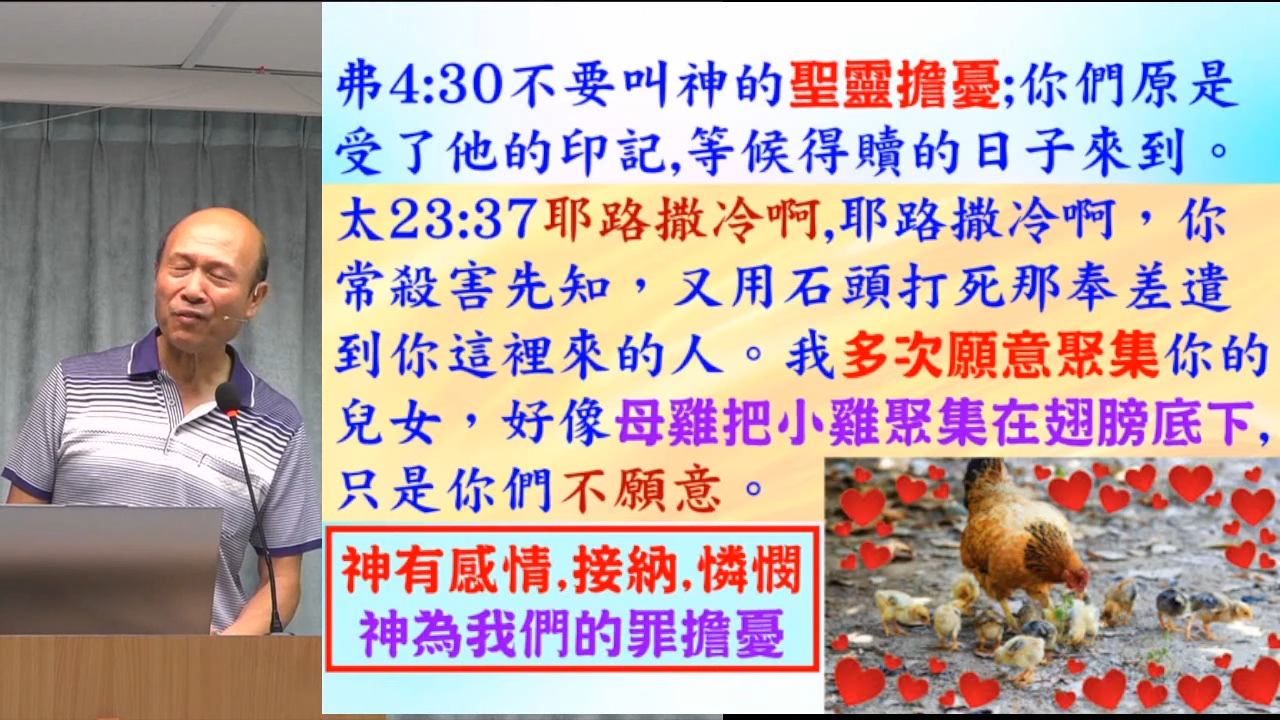 弗4:30不要叫神的聖靈擔憂;你們原是
受了他的印記,等候得贖的日子來到。
太23:37耶路撒冷啊,耶路撒冷啊，你
常殺害先知，又用石頭打死那奉差遣
到你這裡來的人。我多次願意聚集你的
兒女，好像母雞把小雞聚集在翅膀底下,
只是你們不願意。
神有感情,接納,憐憫
神為我們的罪擔憂